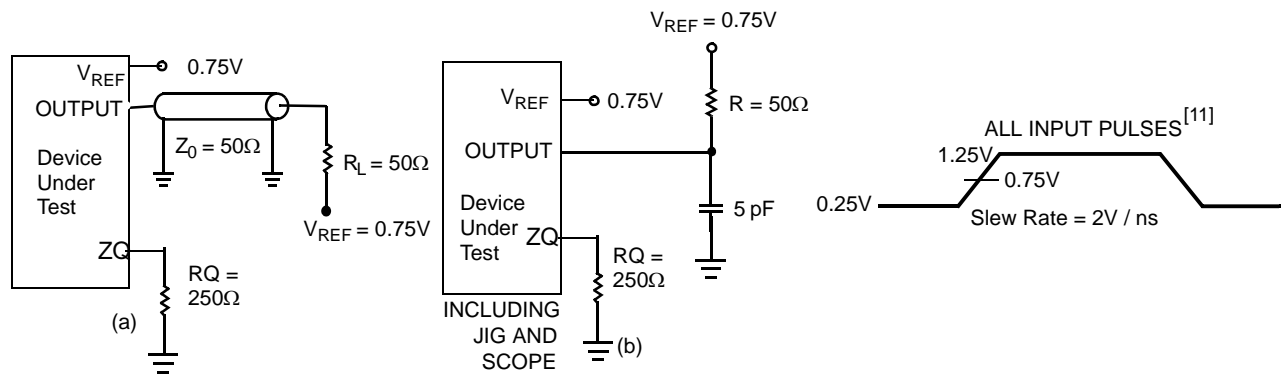 V_REF 0.75V
OUTPUT
Z_0 = 50Ω
Device
Under
Test
R_L = 50Ω
V_REF = 0.75V
ZQ
RQ =
250Ω
(a)
V_REF = 0.75V
R = 50Ω
V_REF 0.75V
OUTPUT
Device
Under
Test
5 pF
ZQ
RQ =
250Ω
INCLUDING
JIG AND
SCOPE
(b)
ALL INPUT PULSES[11]
1.25V
0.75V
0.25V
Slew Rate = 2V / ns